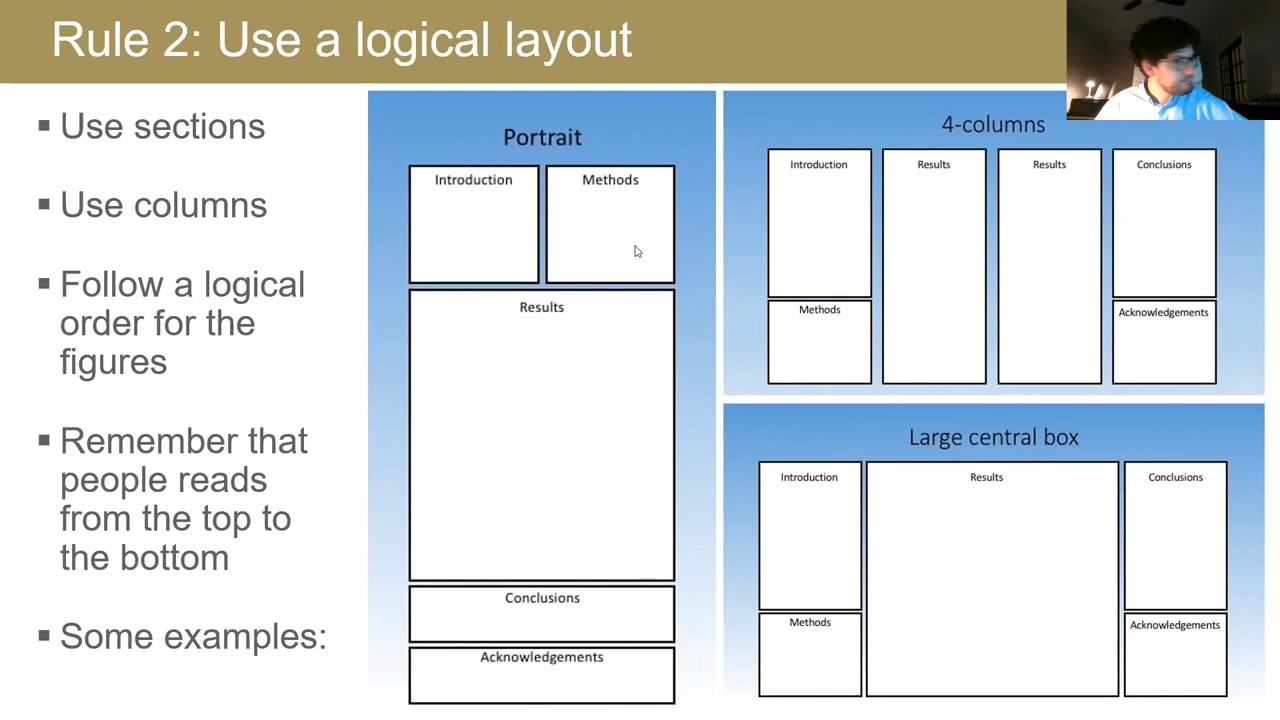 Rule 2: Use a logical layout
▪ Use sections
▪ Use columns
▪ Follow a logical
order for the
figures
▪ Remember that
people reads
from the top to
the bottom
▪ Some examples:
Portrait
Introduction
Methods
Results
Conclusions
Acknowledgements
4-columns
Introduction
Methods
Results
Results
Conclusions
Acknowledgements
Large central box
Introduction
Methods
Results
Conclusions
Acknowledgements